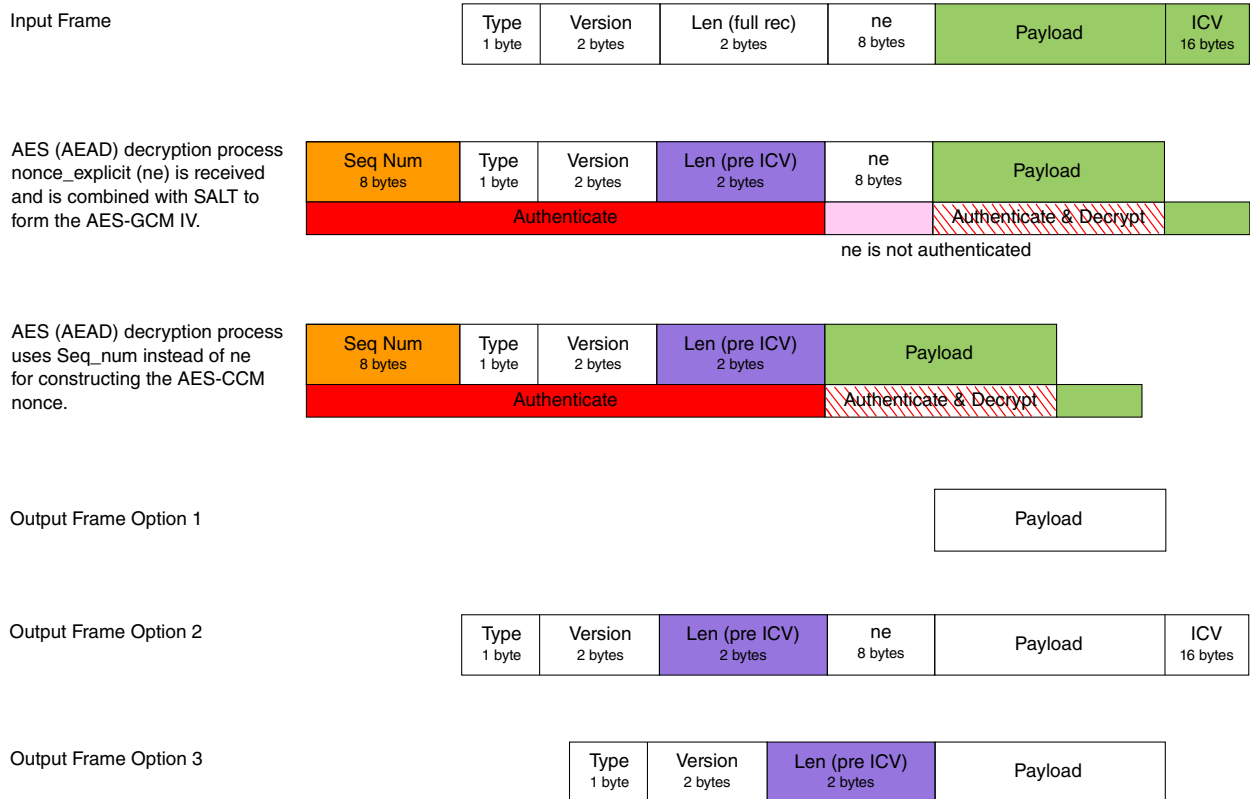 Input Frame
Type
1 byte
Version
2 bytes
Len (full rec)
2 bytes
ne
8 bytes
Payload
ICV
16 bytes
AES (AEAD) decryption process
nonce_explicit (ne) is received
and is combined with SALT to
form the AES-GCM IV.
Seq Num
8 bytes
Type
1 byte
Version
2 bytes
Len (pre ICV)
2 bytes
ne
8 bytes
Payload
Authenticate
Authenticate & Decrypt
ne is not authenticated
AES (AEAD) decryption process
uses Seq_num instead of ne
for constructing the AES-CCM
nonce.
Seq Num
8 bytes
Type
1 byte
Version
2 bytes
Len (pre ICV)
2 bytes
Payload
Authenticate
Authenticate & Decrypt
Output Frame Option 1
Payload
Output Frame Option 2
Type
1 byte
Version
2 bytes
Len (pre ICV)
2 bytes
ne
8 bytes
Payload
ICV
16 bytes
Output Frame Option 3
Type
1 byte
Version
2 bytes
Len (pre ICV)
2 bytes
Payload